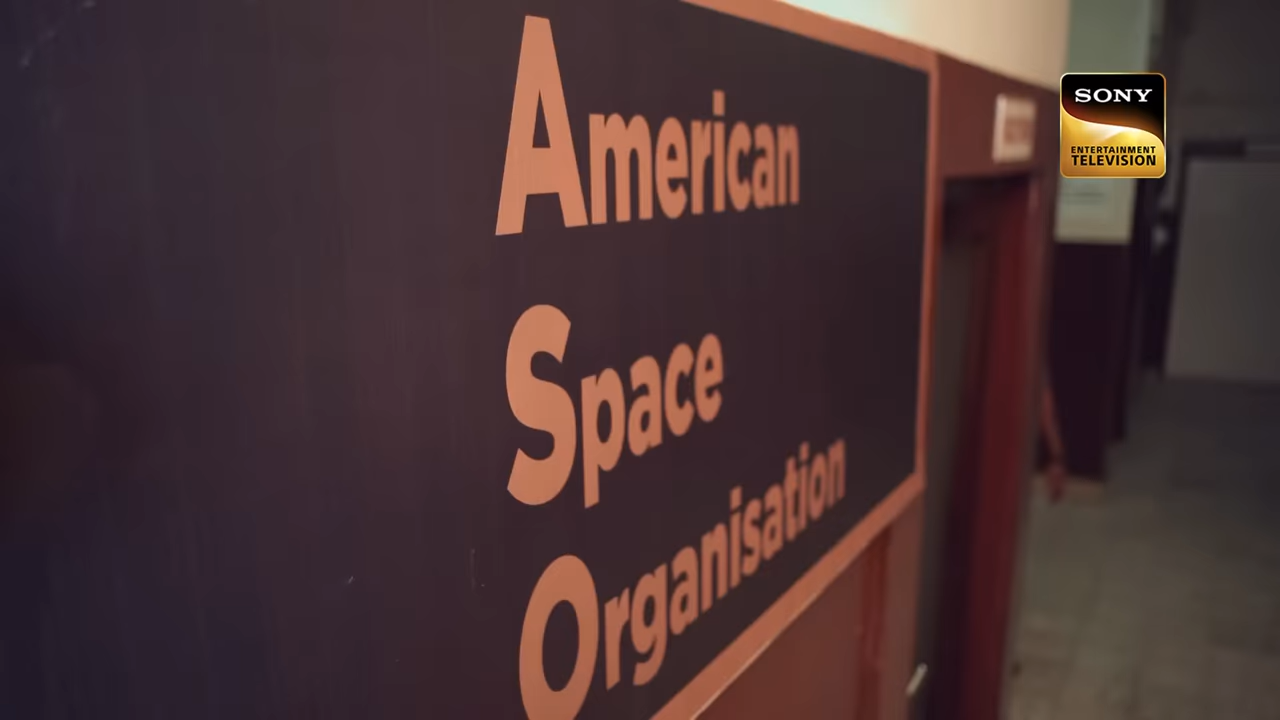 American
Space
Organisation
SONY
ENTERTAINMENT
TELEVISION